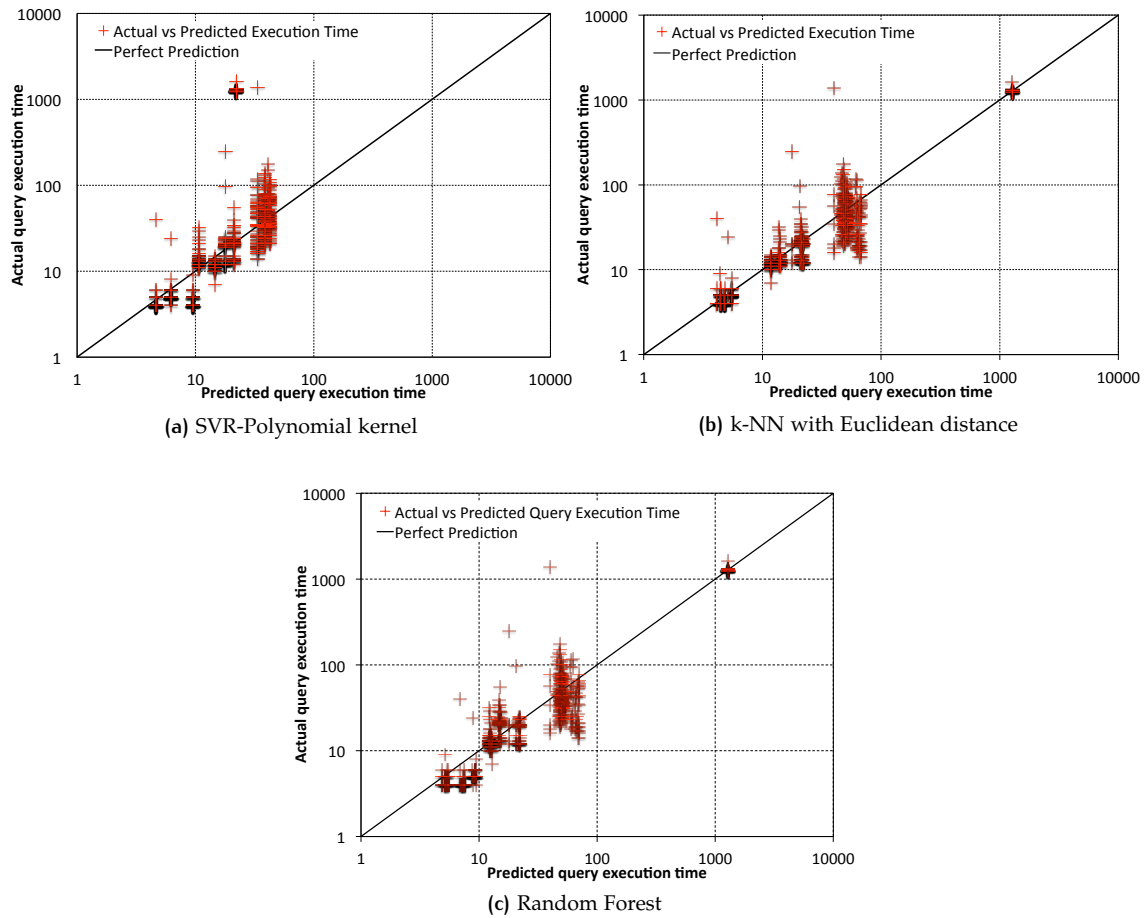 10000
1000
100
10
1
Actual query execution time
Actual vs Predicted Execution Time
Perfect Prediction
1 10 100 1000 10000
Predicted query execution time
(a) SVR-Polynomial kernel
10000
1000
100
10
1
Actual query execution time
Actual vs Predicted Execution Time
Perfect Prediction
1 10 100 1000 10000
Predicted query execution time
(b) k-NN with Euclidean distance
10000
1000
100
10
1
Actual query execution time
Actual vs Predicted Query Execution Time
Perfect Prediction
1 10 100 1000 10000
Predicted query execution time
(c) Random Forest